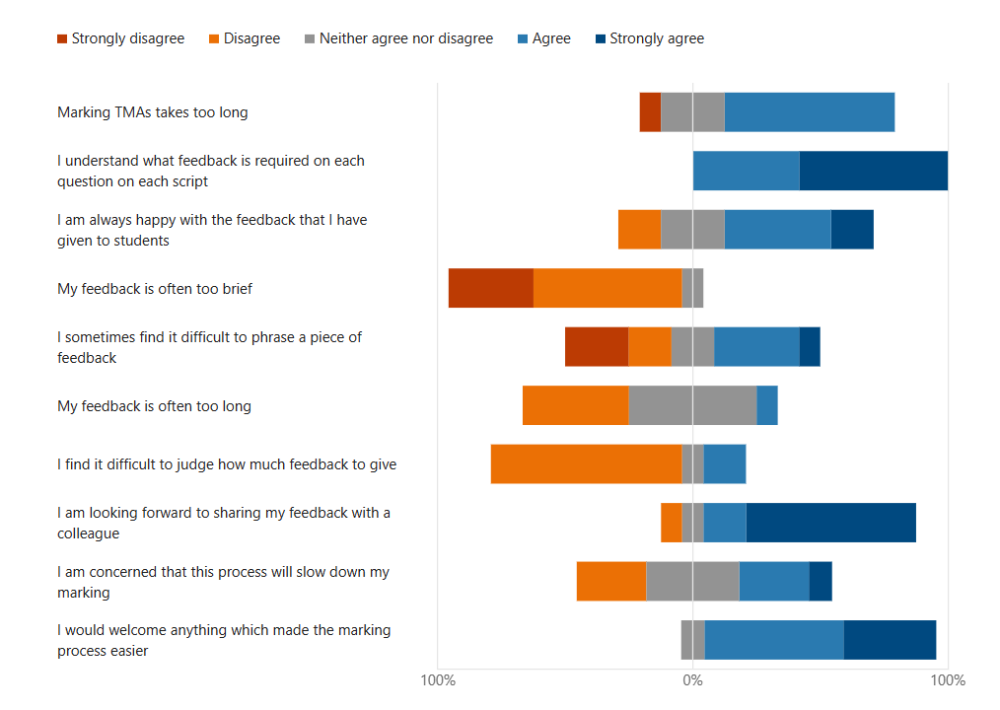 Strongly disagree Disagree Neither agree nor disagree Agree Strongly agree
Marking TMAs takes too long
I understand what feedback is required on each
question on each script
I am always happy with the feedback that I have
given to students
My feedback is often too brief
I sometimes find it difficult to phrase a piece of
feedback
My feedback is often too long
I find it difficult to judge how much feedback to give
I am looking forward to sharing my feedback with a
colleague
I am concerned that this process will slow down my
marking
I would welcome anything which made the marking
process easier
100% 0% 100%